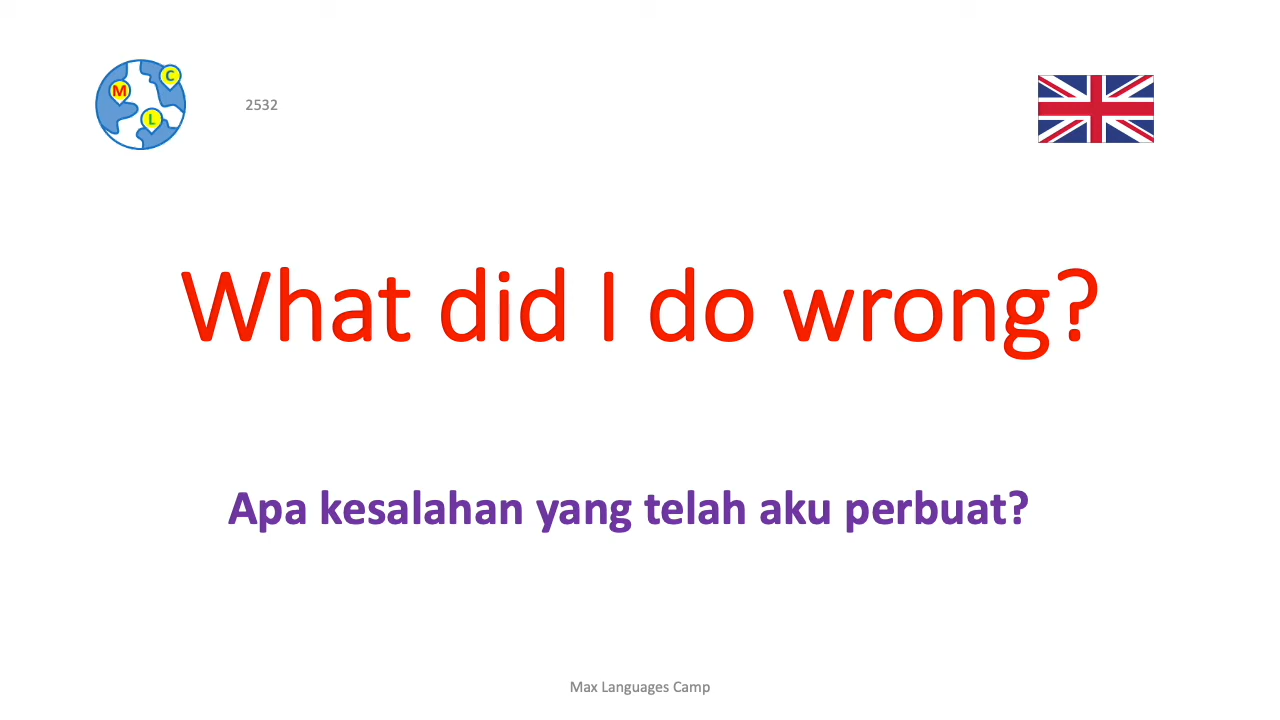 C
M
L
2532
What did I do wrong?
Apa kesalahan yang telah aku perbuat?
Max Languages Camp